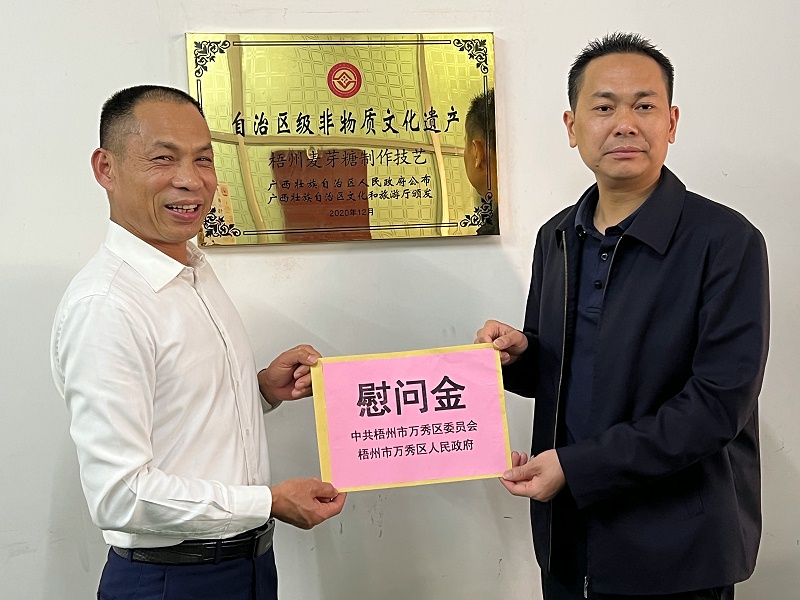 自治区级非物质文化遗产
梧州麦芽糖制作技艺
广西壮族自治区人民政府公布
广西壮族自治区文化和旅游厅颁发
2020年12月
慰问金
中共梧州市万秀区委员会
梧州市万秀区人民政府